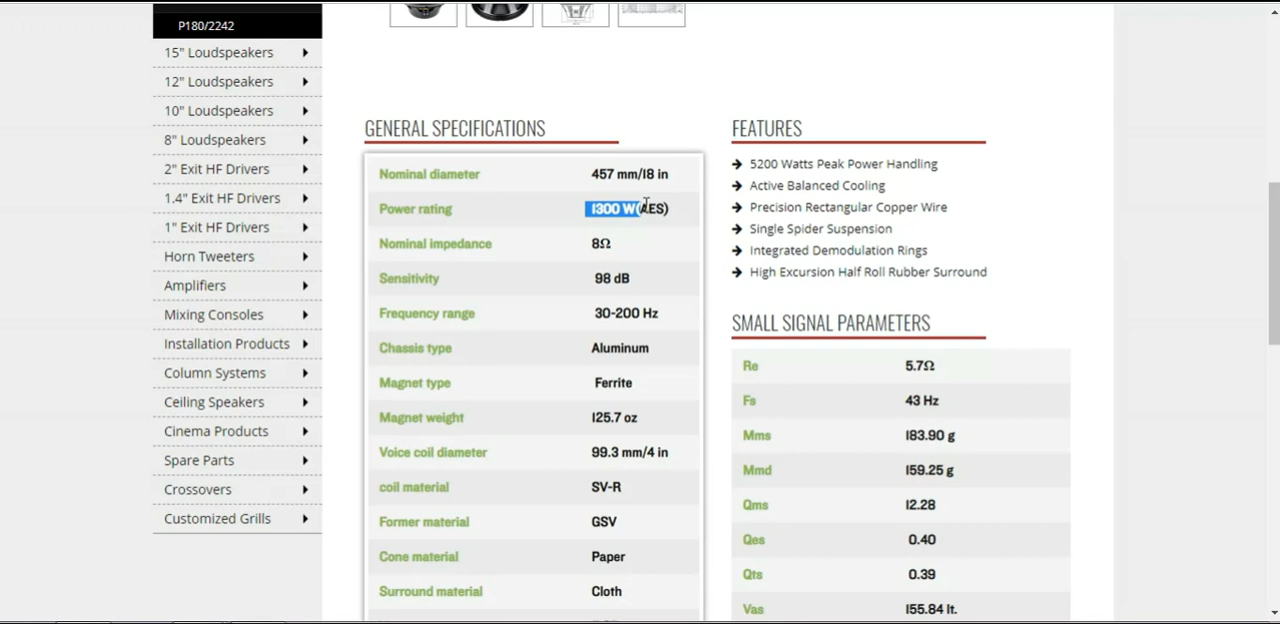 P180/2242
15" Loudspeakers
12" Loudspeakers
10" Loudspeakers
8" Loudspeakers
2" Exit HF Drivers
1.4" Exit HF Drivers
1" Exit HF Drivers
Horn Tweeters
Amplifiers
Mixing Consoles
Installation Products
Column Systems
Ceiling Speakers
Cinema Products
Spare Parts
Crossovers
Customized Grills
GENERAL SPECIFICATIONS
Nominal diameter 457 mm/18 in
Power rating 1300 W(AES)
Nominal impedance 8Ω
Sensitivity 98 dB
Frequency range 30-200 Hz
Chassis type Aluminum
Magnet type Ferrite
Magnet weight 125.7 oz
Voice coil diameter 99.3 mm/4 in
coil material SV-R
Former material GSV
Cone material Paper
Surround material Cloth
FEATURES
5200 Watts Peak Power Handling
Active Balanced Cooling
Precision Rectangular Copper Wire
Single Spider Suspension
Integrated Demodulation Rings
High Excursion Half Roll Rubber Surround
SMALL SIGNAL PARAMETERS
Re 5.7Ω
Fs 43 Hz
Mms 183.90 g
Mmd 159.25 g
Qms 12.28
Qes 0.40
Qts 0.39
Vas 155.84 lt.